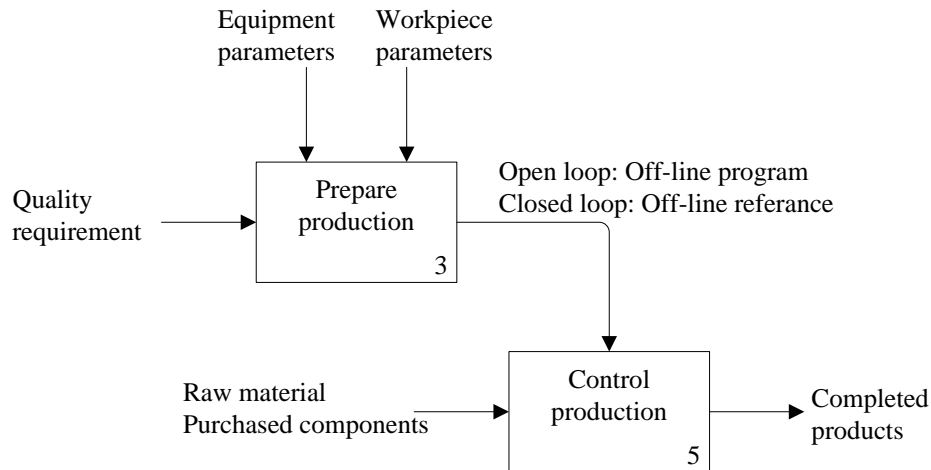 Equipment
parameters
Workpiece
parameters
Quality
requirement
Prepare
production
3
Open loop: Off-line program
Closed loop: Off-line referance
Raw material
Purchased components
Control
production
5
Completed
products